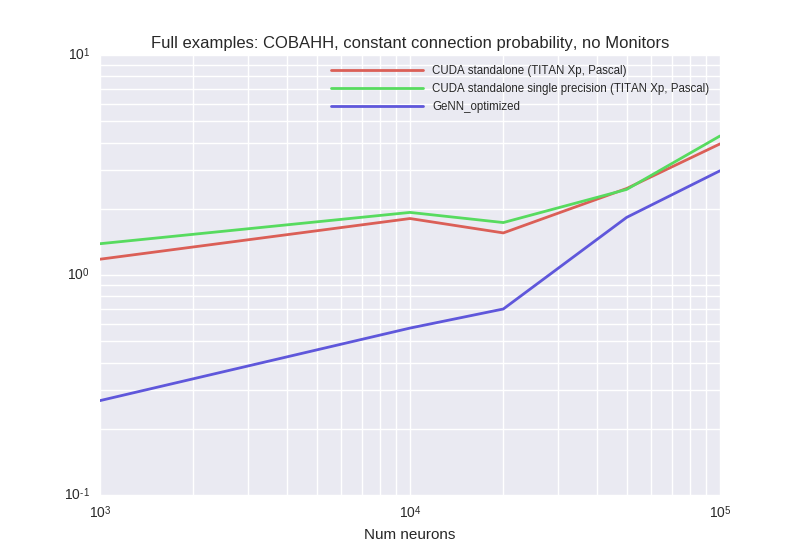 Full examples: COBAHH, constant connection probability, no Monitors
10¹
CUDA standalone (TITAN Xp, Pascal)
CUDA standalone single precision (TITAN Xp, Pascal)
GeNN_optimized
10⁰
10⁻¹
10³ 10⁴ 10⁵
Num neurons